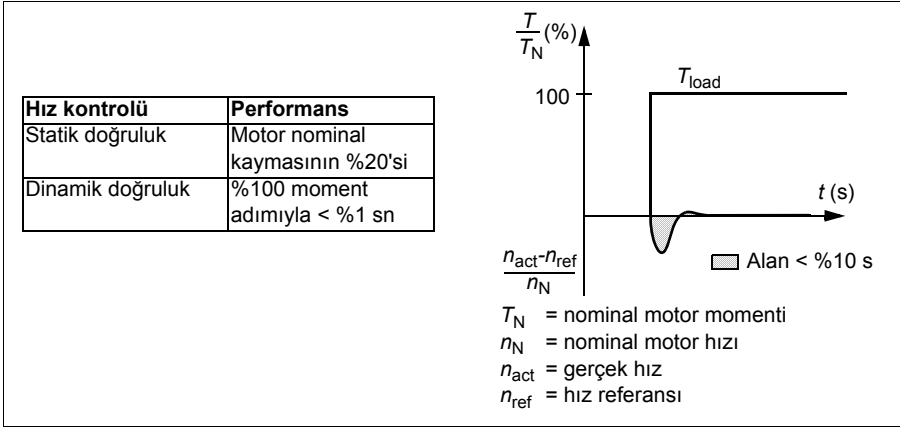 Hız kontrolü Performans
Statik doğruluk Motor nominal
kaymasının %20'si
Dinamik doğruluk %100 moment
adımıyla < %1 sn
T
T_N (%)
100
T_load
t (s)
n_act-n_ref
n_N
Alan < %10 s
T_N = nominal motor momenti
n_N = nominal motor hızı
n_act = gerçek hız
n_ref = hız referansı